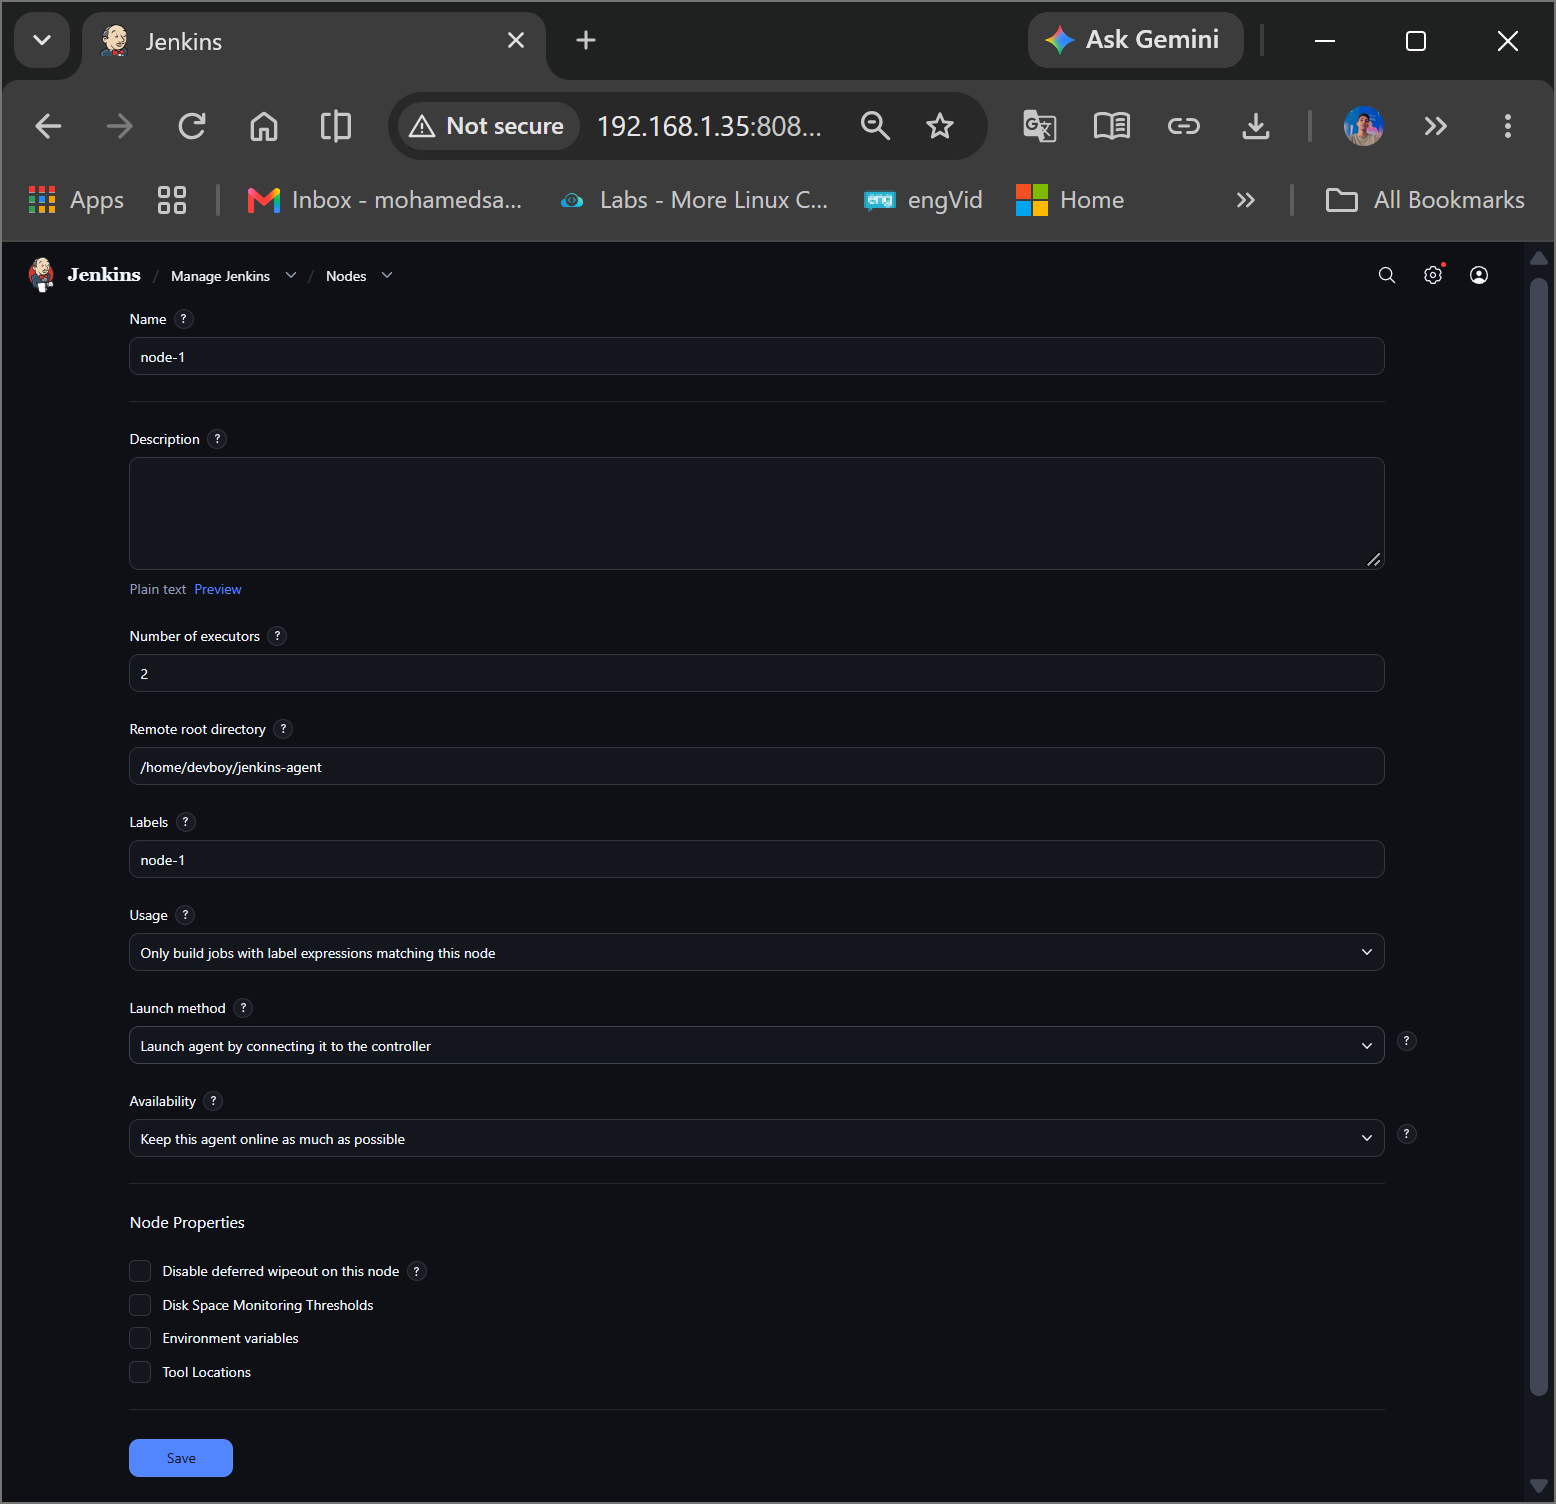 Jenkins
Ask Gemini
Not secure
192.168.1.35:808...
Apps
Inbox - mohamedsa...
Labs - More Linux C...
eng
engVid
Home
All Bookmarks
Jenkins / Manage Jenkins / Nodes
Name ?
node-1
Description ?
Plain text Preview
Number of executors ?
2
Remote root directory ?
/home/devboy/jenkins-agent
Labels ?
node-1
Usage ?
Only build jobs with label expressions matching this node
Launch method ?
Launch agent by connecting it to the controller
?
Availability ?
Keep this agent online as much as possible
?
Node Properties
Disable deferred wipeout on this node ?
Disk Space Monitoring Thresholds
Environment variables
Tool Locations
Save